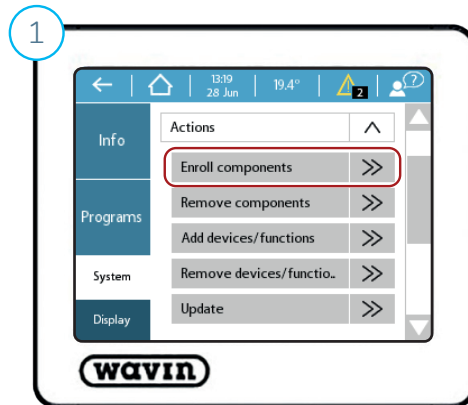 1
13:19
28 Jun
19.4°
2
?
Info
Programs
System
Display
Actions
Enroll components
Remove components
Add devices/functions
Remove devices/functio..
Update
wavin